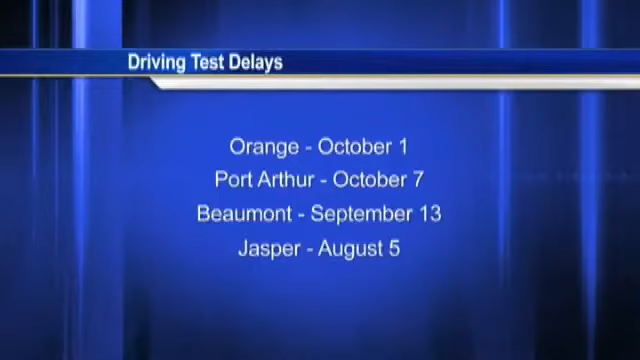 Driving Test Delays
Orange - October 1
Port Arthur - October 7
Beaumont - September 13
Jasper - August 5